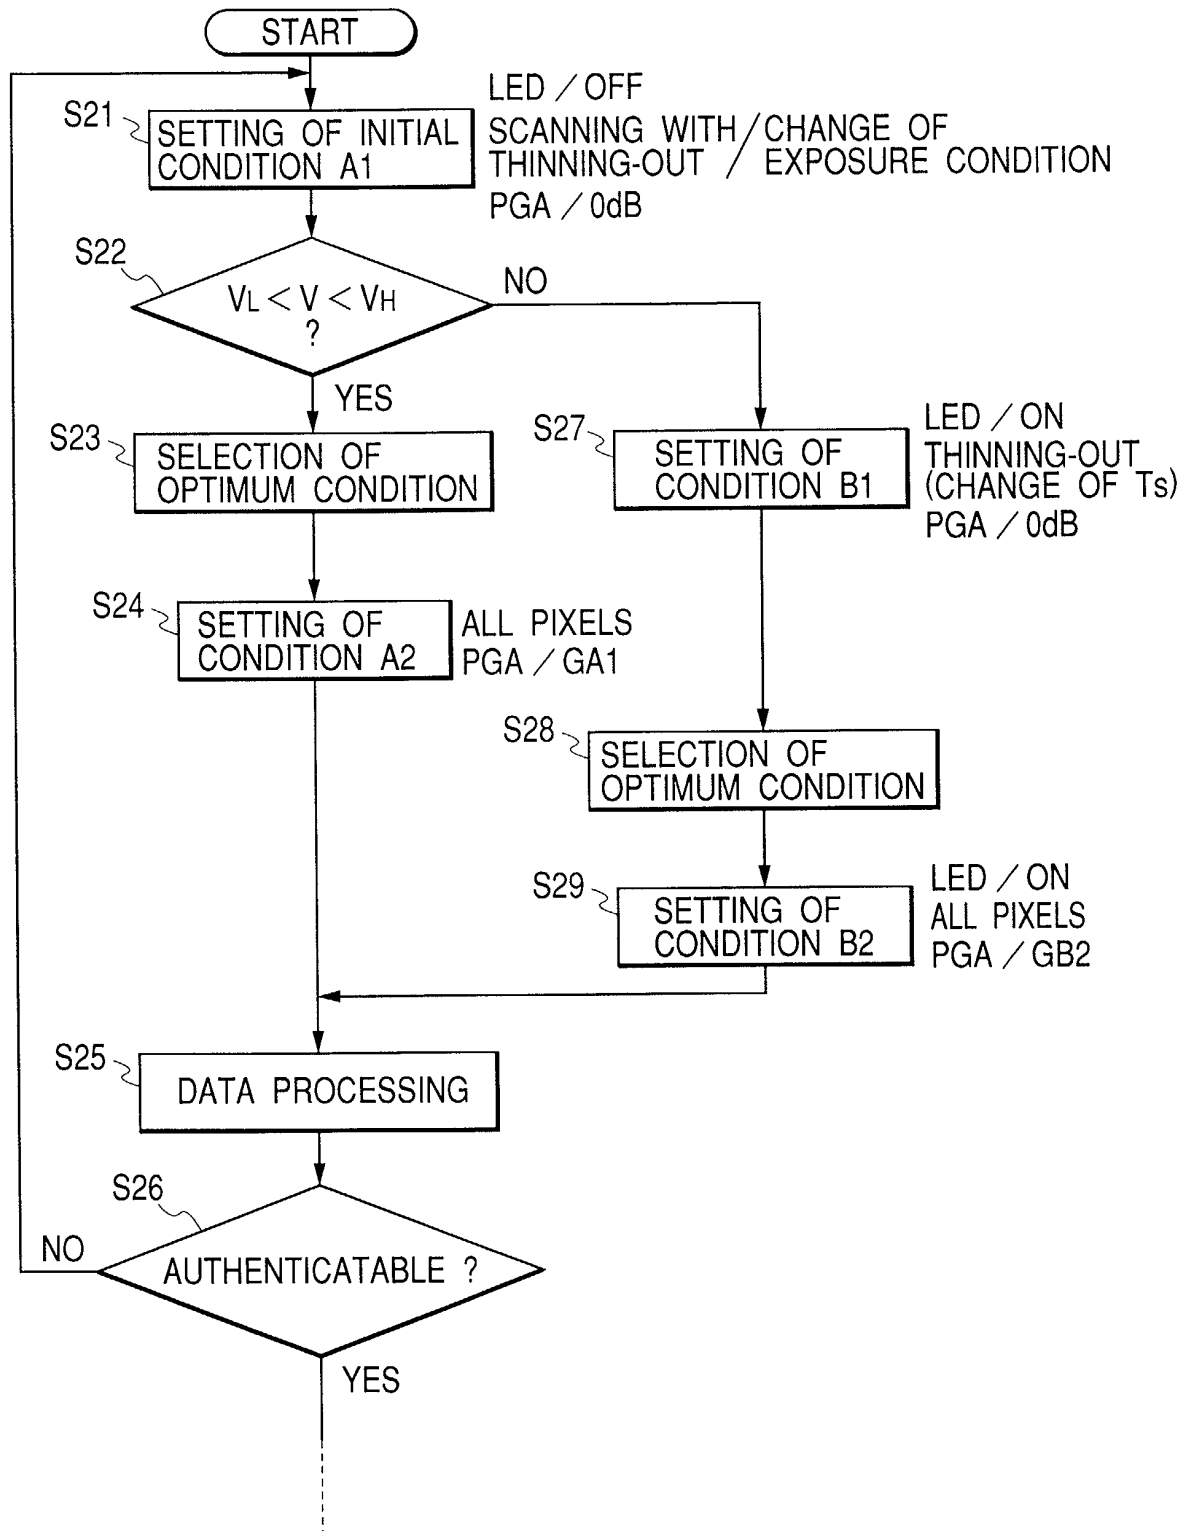 START
S21
SETTING OF INITIAL
CONDITION A1
LED / OFF
SCANNING WITH / CHANGE OF
THINNING-OUT / EXPOSURE CONDITION
PGA / 0dB
S22
VL < V < VH
?
NO
YES
S23
SELECTION OF
OPTIMUM CONDITION
S27
SETTING OF
CONDITION B1
LED / ON
THINNING-OUT
(CHANGE OF Ts)
PGA / 0dB
S24
SETTING OF
CONDITION A2
ALL PIXELS
PGA / GA1
S28
SELECTION OF
OPTIMUM CONDITION
S29
SETTING OF
CONDITION B2
LED / ON
ALL PIXELS
PGA / GB2
S25
DATA PROCESSING
S26
AUTHENTICATABLE ?
NO
YES